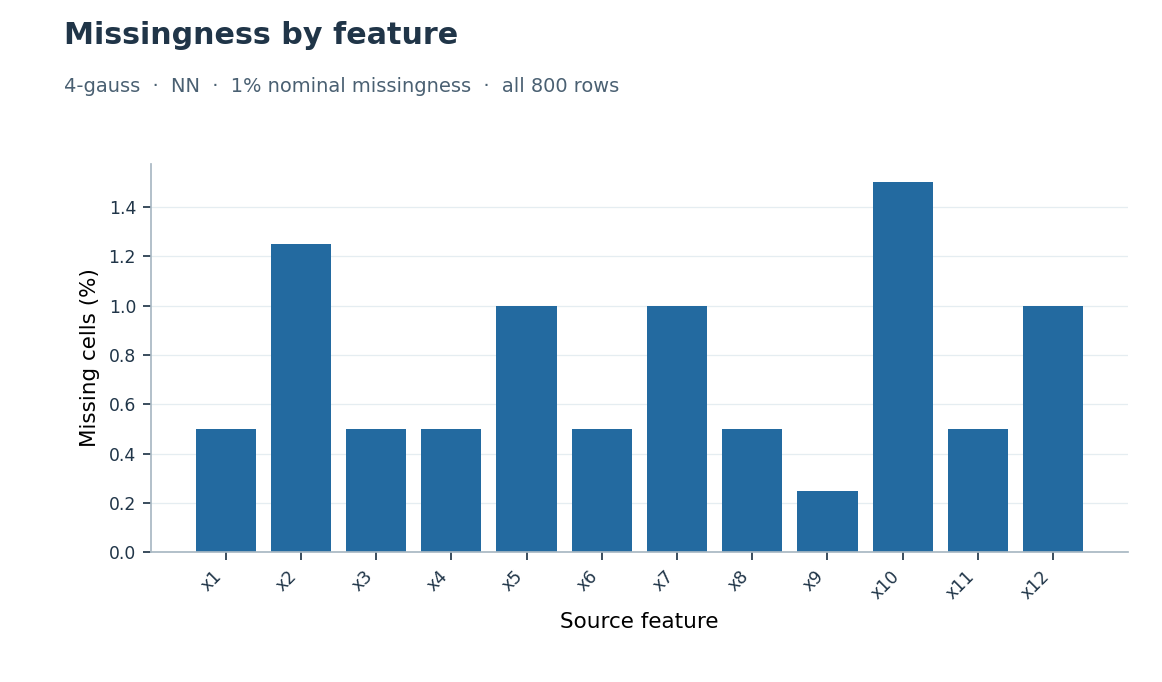 Missingness by feature
4-gauss · NN · 1% nominal missingness · all 800 rows
Missing cells (%)
1.4
1.2
1.0
0.8
0.6
0.4
0.2
0.0
x1 x2 x3 x4 x5 x6 x7 x8 x9 x10 x11 x12
Source feature